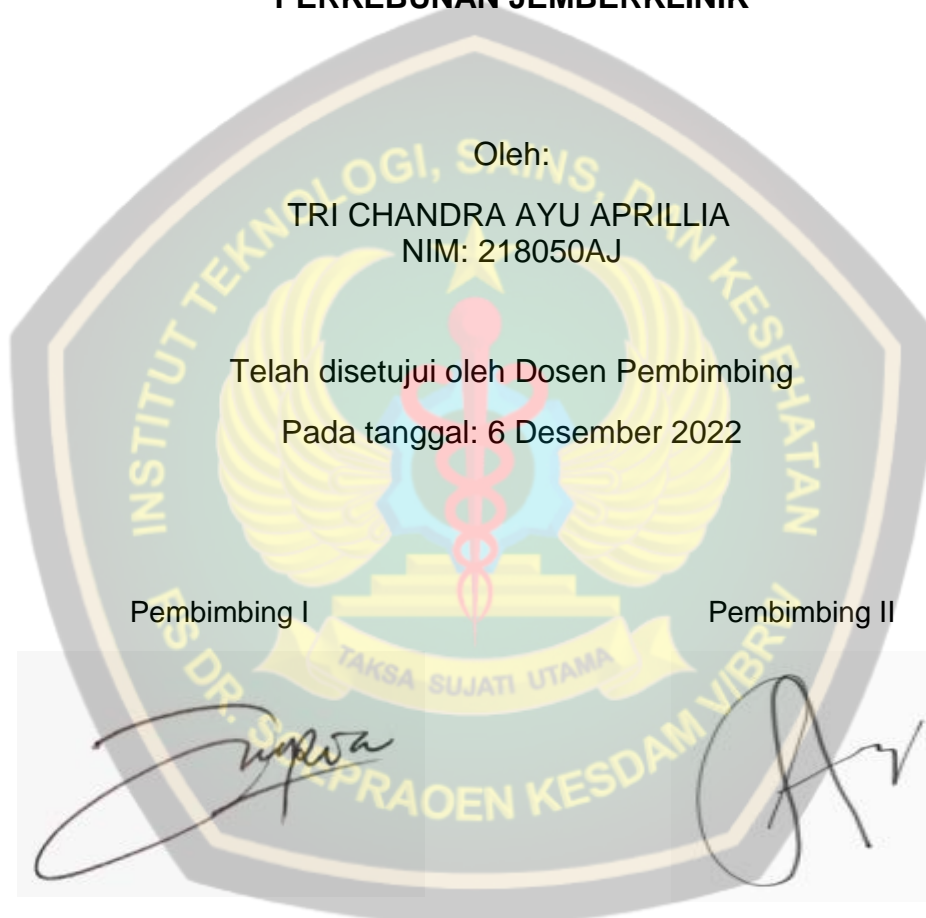 PERKEBUNAN JEMBERKLINIK
Oleh:
TRI CHANDRA AYU APRILLIA
NIM: 218050AJ
Telah disetujui oleh Dosen Pembimbing
Pada tanggal: 6 Desember 2022
Pembimbing I
Pembimbing II
INSTITUT TEKNOLOGI, SAINS, DAN KESEHATAN
RS DR. SOEPRAOEN KESDAM V/BRW
TAKSA SUJATI UTAMA